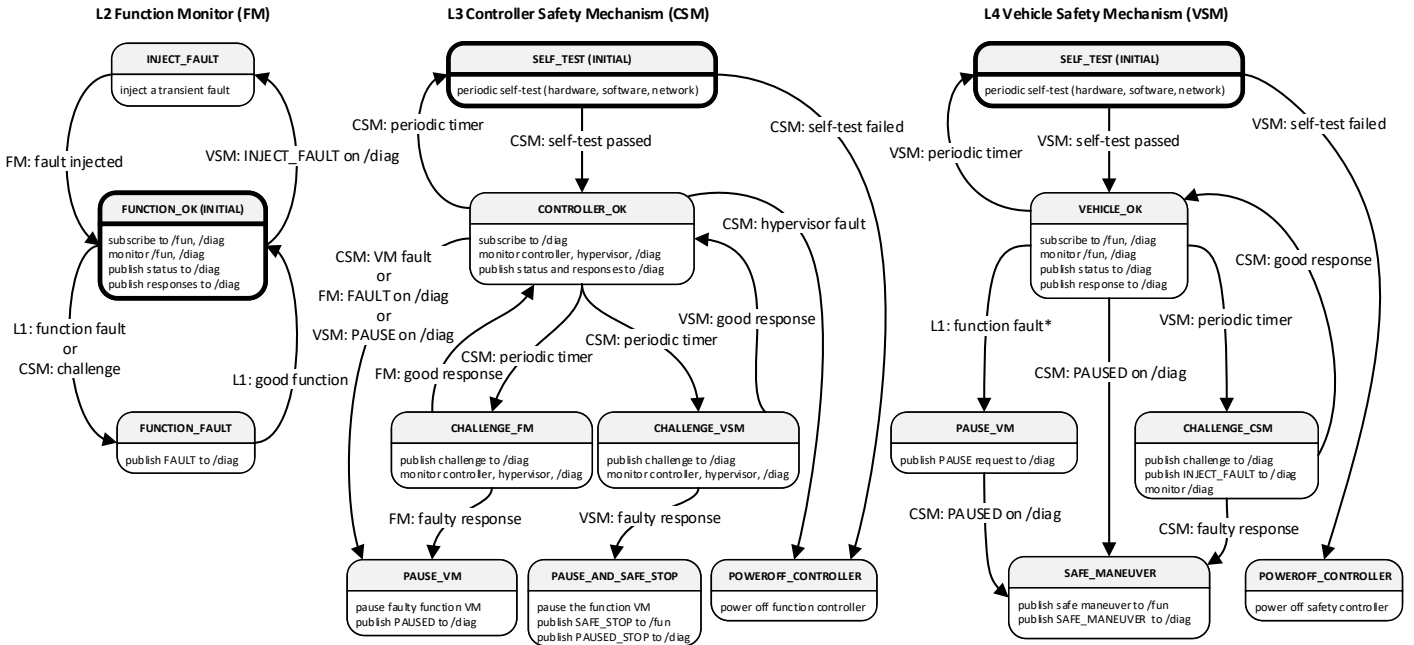 L2 Function Monitor (FM)
INJECT_FAULT
inject a transient fault
FM: fault injected
VSM: INJECT_FAULT on /diag
FUNCTION_OK (INITIAL)
subscribe to /fun, /diag
monitor /fun, /diag
publish status to /diag
publish responses to /diag
L1: function fault
or
CSM: challenge
L1: good function
FUNCTION_FAULT
publish FAULT to /diag
L3 Controller Safety Mechanism (CSM)
SELF_TEST (INITIAL)
periodic self-test (hardware, software, network)
CSM: periodic timer
CSM: self-test passed
CSM: self-test failed
CONTROLLER_OK
subscribe to /diag
monitor controller, hypervisor, /diag
publish status and responses to /diag
CSM: hypervisor fault
CSM: VM fault
or
FM: FAULT on /diag
or
VSM: PAUSE on /diag
VSM: good response
CSM: periodic timer
CSM: periodic timer
FM: good response
CHALLENGE_FM
publish challenge to /diag
monitor controller, hypervisor, /diag
CHALLENGE_VSM
publish challenge to /diag
monitor controller, hypervisor, /diag
FM: faulty response
VSM: faulty response
PAUSE_VM
pause faulty function VM
publish PAUSED to /diag
PAUSE_AND_SAFE_STOP
pause the function VM
publish SAFE_STOP to /fun
publish PAUSED_STOP to /diag
POWEROFF_CONTROLLER
power off function controller
L4 Vehicle Safety Mechanism (VSM)
SELF_TEST (INITIAL)
periodic self-test (hardware, software, network)
VSM: periodic timer
VSM: self-test passed
VSM: self-test failed
VEHICLE_OK
subscribe to /fun, /diag
monitor /fun, /diag
publish status to /diag
publish response to /diag
CSM: good response
L1: function fault*
VSM: periodic timer
CSM: PAUSED on /diag
PAUSE_VM
publish PAUSE request to /diag
CHALLENGE_CSM
publish challenge to /diag
publish INJECT_FAULT to /diag
monitor /diag
CSM: PAUSED on /diag
CSM: faulty response
SAFE_MANEUVER
publish safe maneuver to /fun
publish SAFE_MANEUVER to /diag
POWEROFF_CONTROLLER
power off safety controller